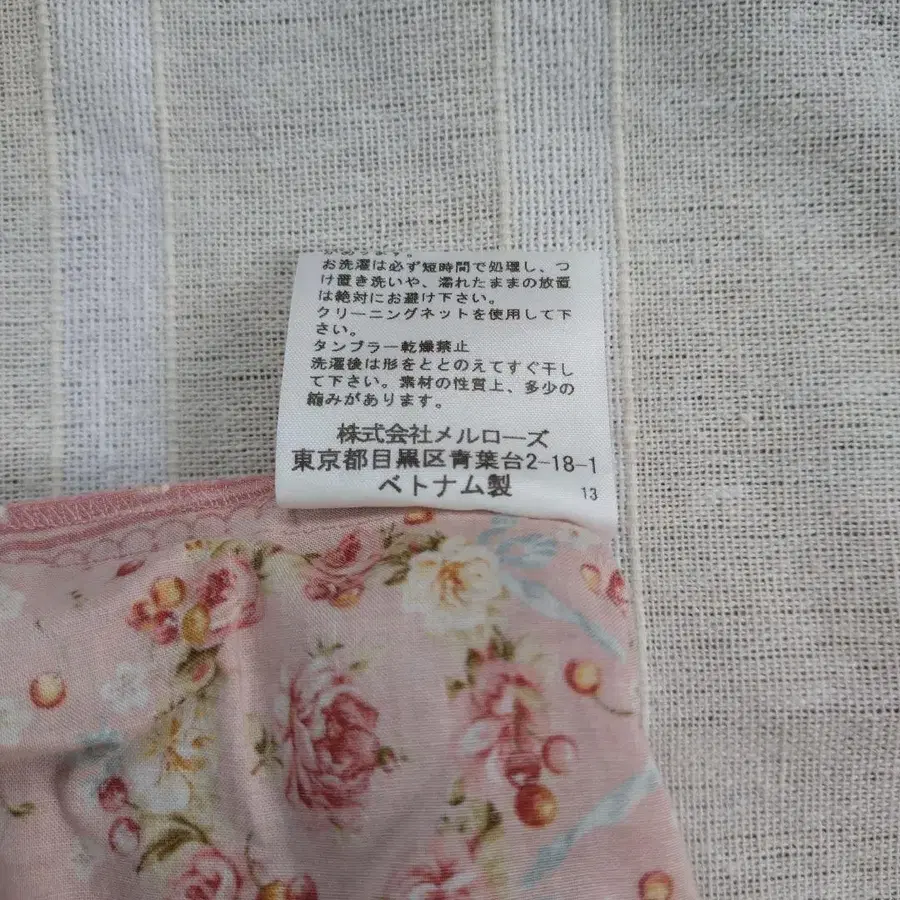 があります。
お洗濯は必ず短時間で処理し、つ
け置き洗いや、濡れたままの放置
は絶対にお避け下さい。
クリーニングネットを使用して下
さい。
タンブラー乾燥禁止
洗濯後は形をととのえてすぐ干し
て下さい。素材の性質上、多少の
縮みがあります。
株式会社メルローズ
東京都目黒区青葉台2-18-1
ベトナム製
13